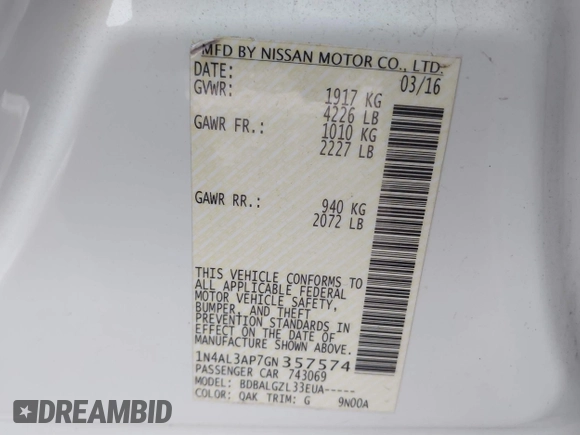 MFD BY NISSAN MOTOR CO., LTD.
DATE: 03/16
GVWR: 1917 KG
4226 LB
GAWR FR.: 1010 KG
2227 LB
GAWR RR.: 940 KG
2072 LB
THIS VEHICLE CONFORMS TO
ALL APPLICABLE FEDERAL
MOTOR VEHICLE SAFETY,
BUMPER, AND THEFT
PREVENTION STANDARDS IN
EFFECT ON THE DATE OF
MANUFACTURE SHOWN ABOVE.
1N4AL3AP7GN357574
PASSENGER CAR 743069
MODEL: BDBALGZL33EUA-----
COLOR: QAK TRIM: G 9N00A
DREAMBID